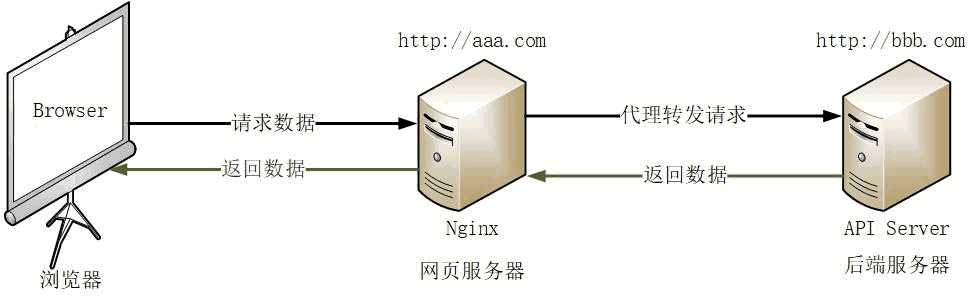 http://aaa.com
http://bbb.com
Browser
请求数据
代理转发请求
返回数据
返回数据
Nginx
API Server
浏览器
网页服务器
后端服务器